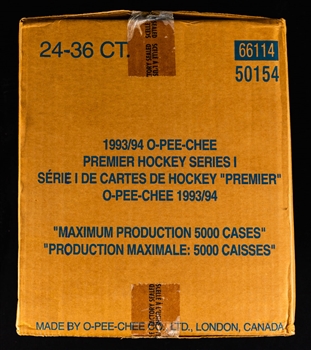 24-36 CT.
66114
50154
1993/94 O-PEE-CHEE
PREMIER HOCKEY SERIES I
SÉRIE I DE CARTES DE HOCKEY "PREMIER"
O-PEE-CHEE 1993/94
"MAXIMUM PRODUCTION 5000 CASES"
"PRODUCTION MAXIMALE: 5000 CAISSES"
MADE BY O-PEE-CHEE CO. LTD., LONDON, CANADA